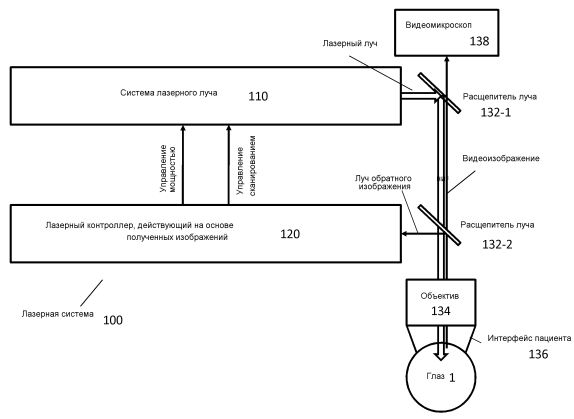 Видеомикроскоп
138
Лазерный луч
Система лазерного луча 110
Расщепитель луча
132-1
Управление
мощностью
Управление
сканированием
Видеоизображение
Луч обратного
изображения
Лазерный контроллер, действующий на основе
полученных изображений 120
Расщепитель луча
132-2
Объектив
134
Лазерная система 100
Интерфейс пациента
136
Глаз 1